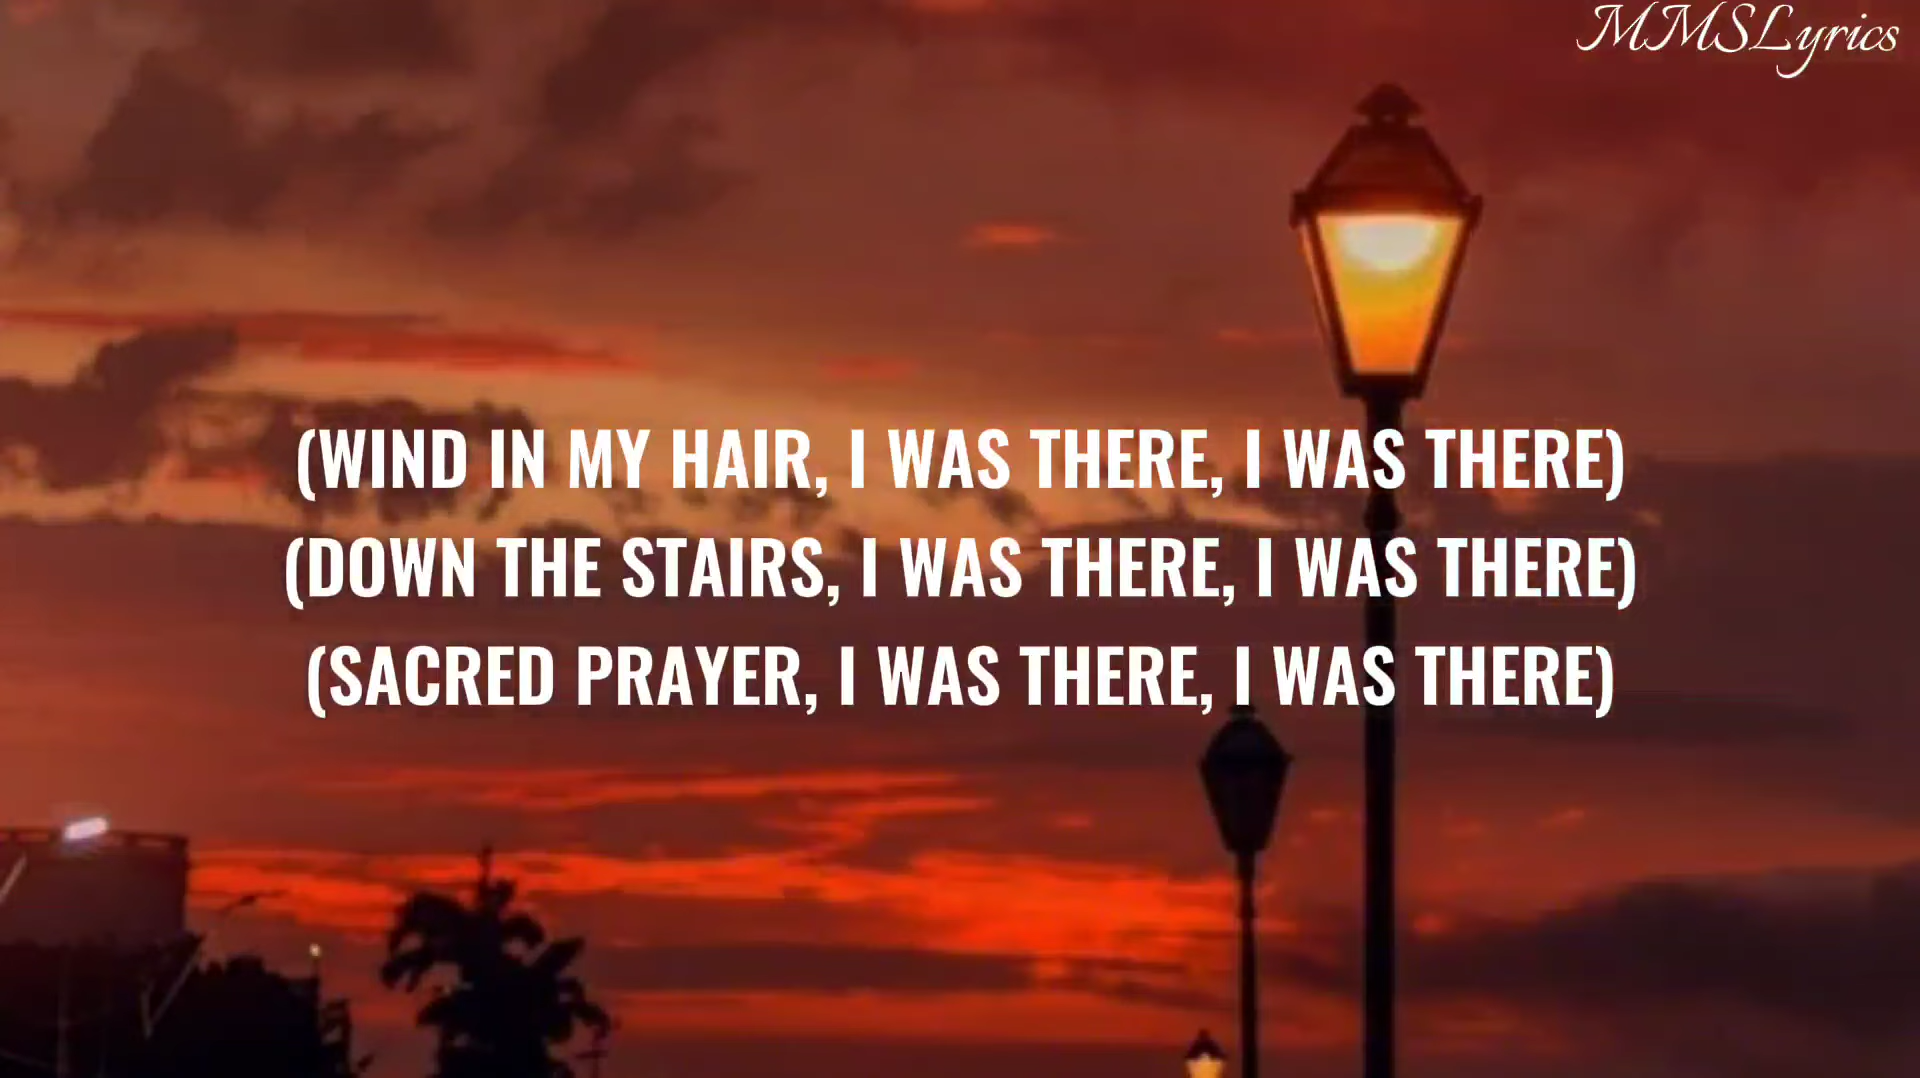 MMSLyrics
(WIND IN MY HAIR, I WAS THERE, I WAS THERE)
(DOWN THE STAIRS, I WAS THERE, I WAS THERE)
(SACRED PRAYER, I WAS THERE, I WAS THERE)